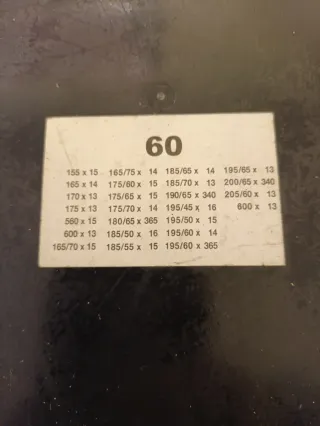 60
155 x 15 165/75 x 14 185/65 x 14 195/65 x 13
165 x 14 175/60 x 15 185/70 x 13 200/65 x 340
170 x 13 175/65 x 15 190/65 x 340 205/60 x 13
175 x 13 175/70 x 14 195/45 x 16 600 x 13
560 x 15 180/65 x 365 195/50 x 15
600 x 13 185/50 x 16 195/60 x 14
165/70 x 15 185/55 x 15 195/60 x 365